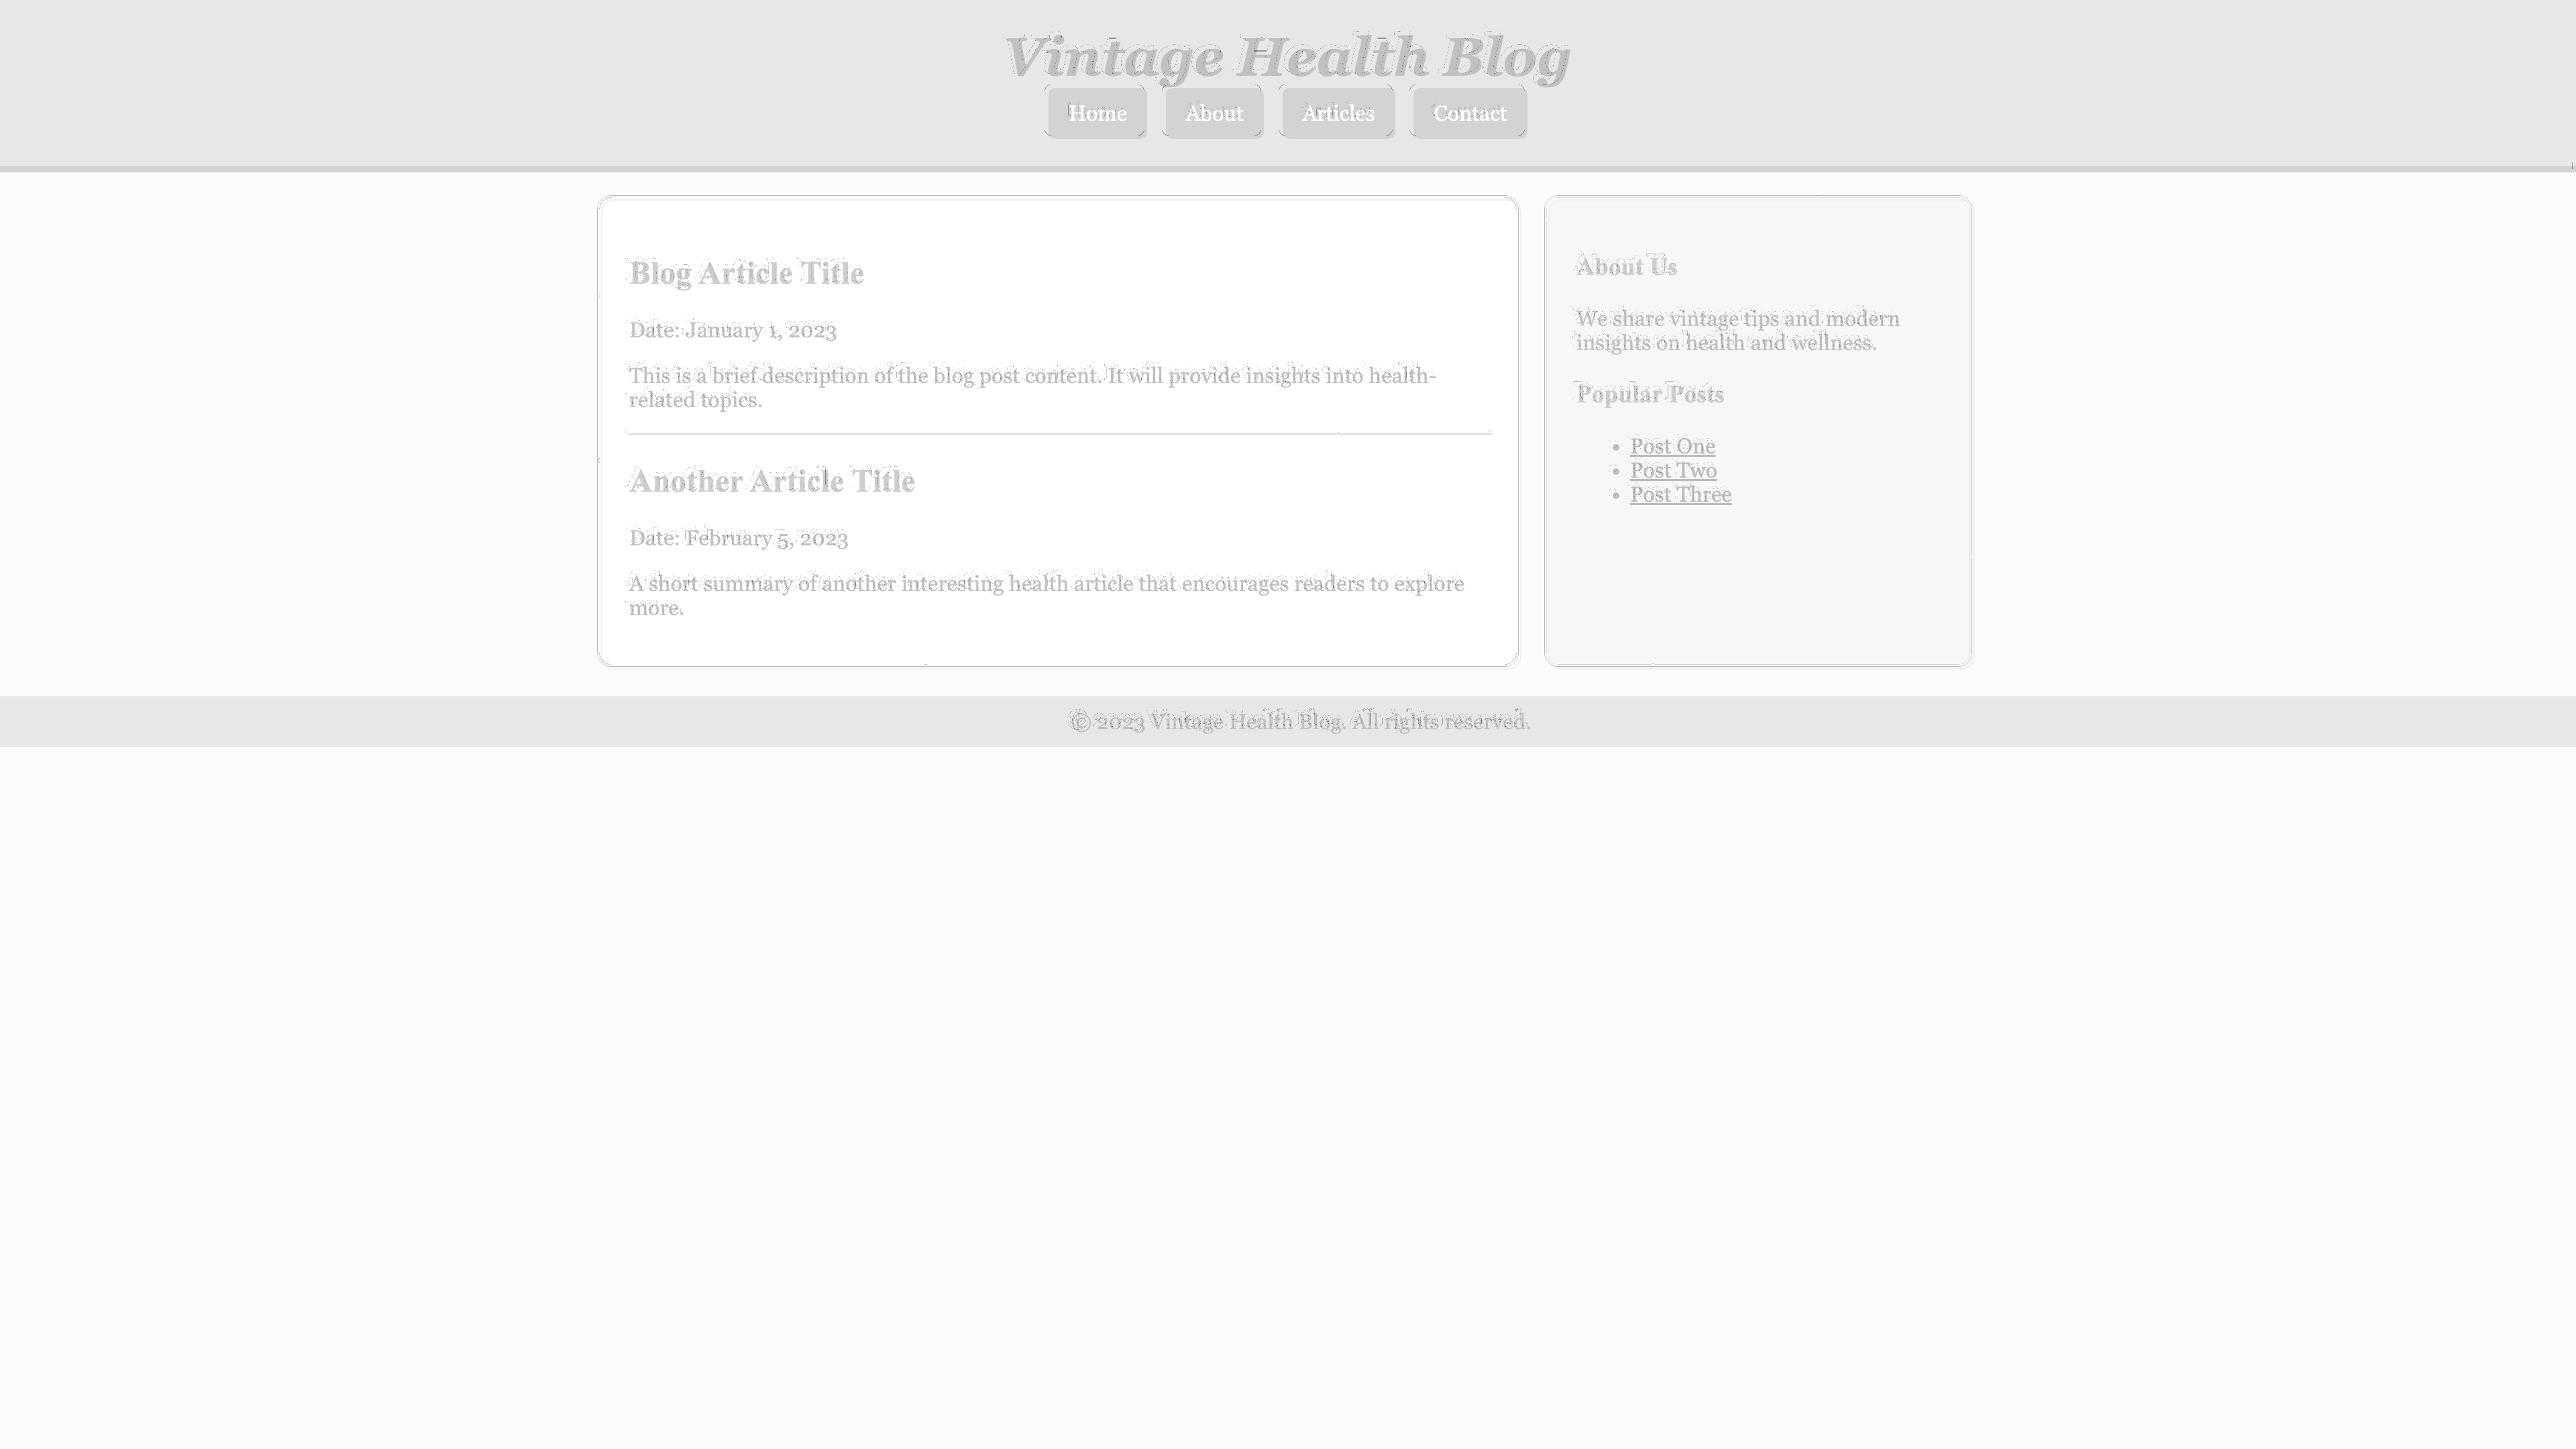 Vintage Health Blog
Home
About
Articles
Contact
Blog Article Title
Date: January 1, 2023
This is a brief description of the blog post content. It will provide insights into health-
related topics.
Another Article Title
Date: February 5, 2023
A short summary of another interesting health article that encourages readers to explore
more.
About Us
We share vintage tips and modern
insights on health and wellness.
Popular Posts
Post One
Post Two
Post Three
© 2023 Vintage Health Blog. All rights reserved.